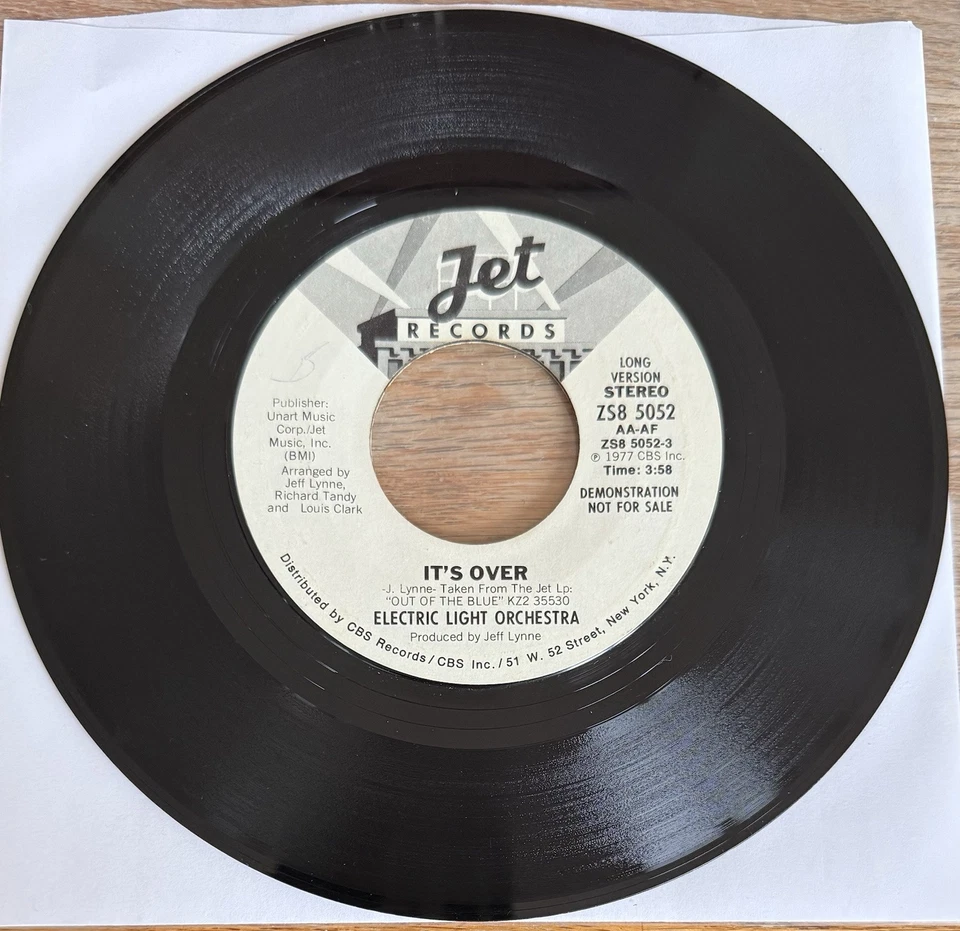 Jet
RECORDS
5
Publisher:
Unart Music
Corp./Jet
Music, Inc.
(BMI)
Arranged by
Jeff Lynne,
Richard Tandy
and Louis Clark
LONG
VERSION
STEREO
ZS8 5052
AA-AF
ZS8 5052-3
℗ 1977 CBS Inc.
Time: 3:58
DEMONSTRATION
NOT FOR SALE
IT'S OVER
-J. Lynne- Taken From The Jet Lp:
"OUT OF THE BLUE" KZ2 35530
ELECTRIC LIGHT ORCHESTRA
Produced by Jeff Lynne
Distributed by CBS Records/CBS Inc./51 W. 52 Street, New York, N.Y.